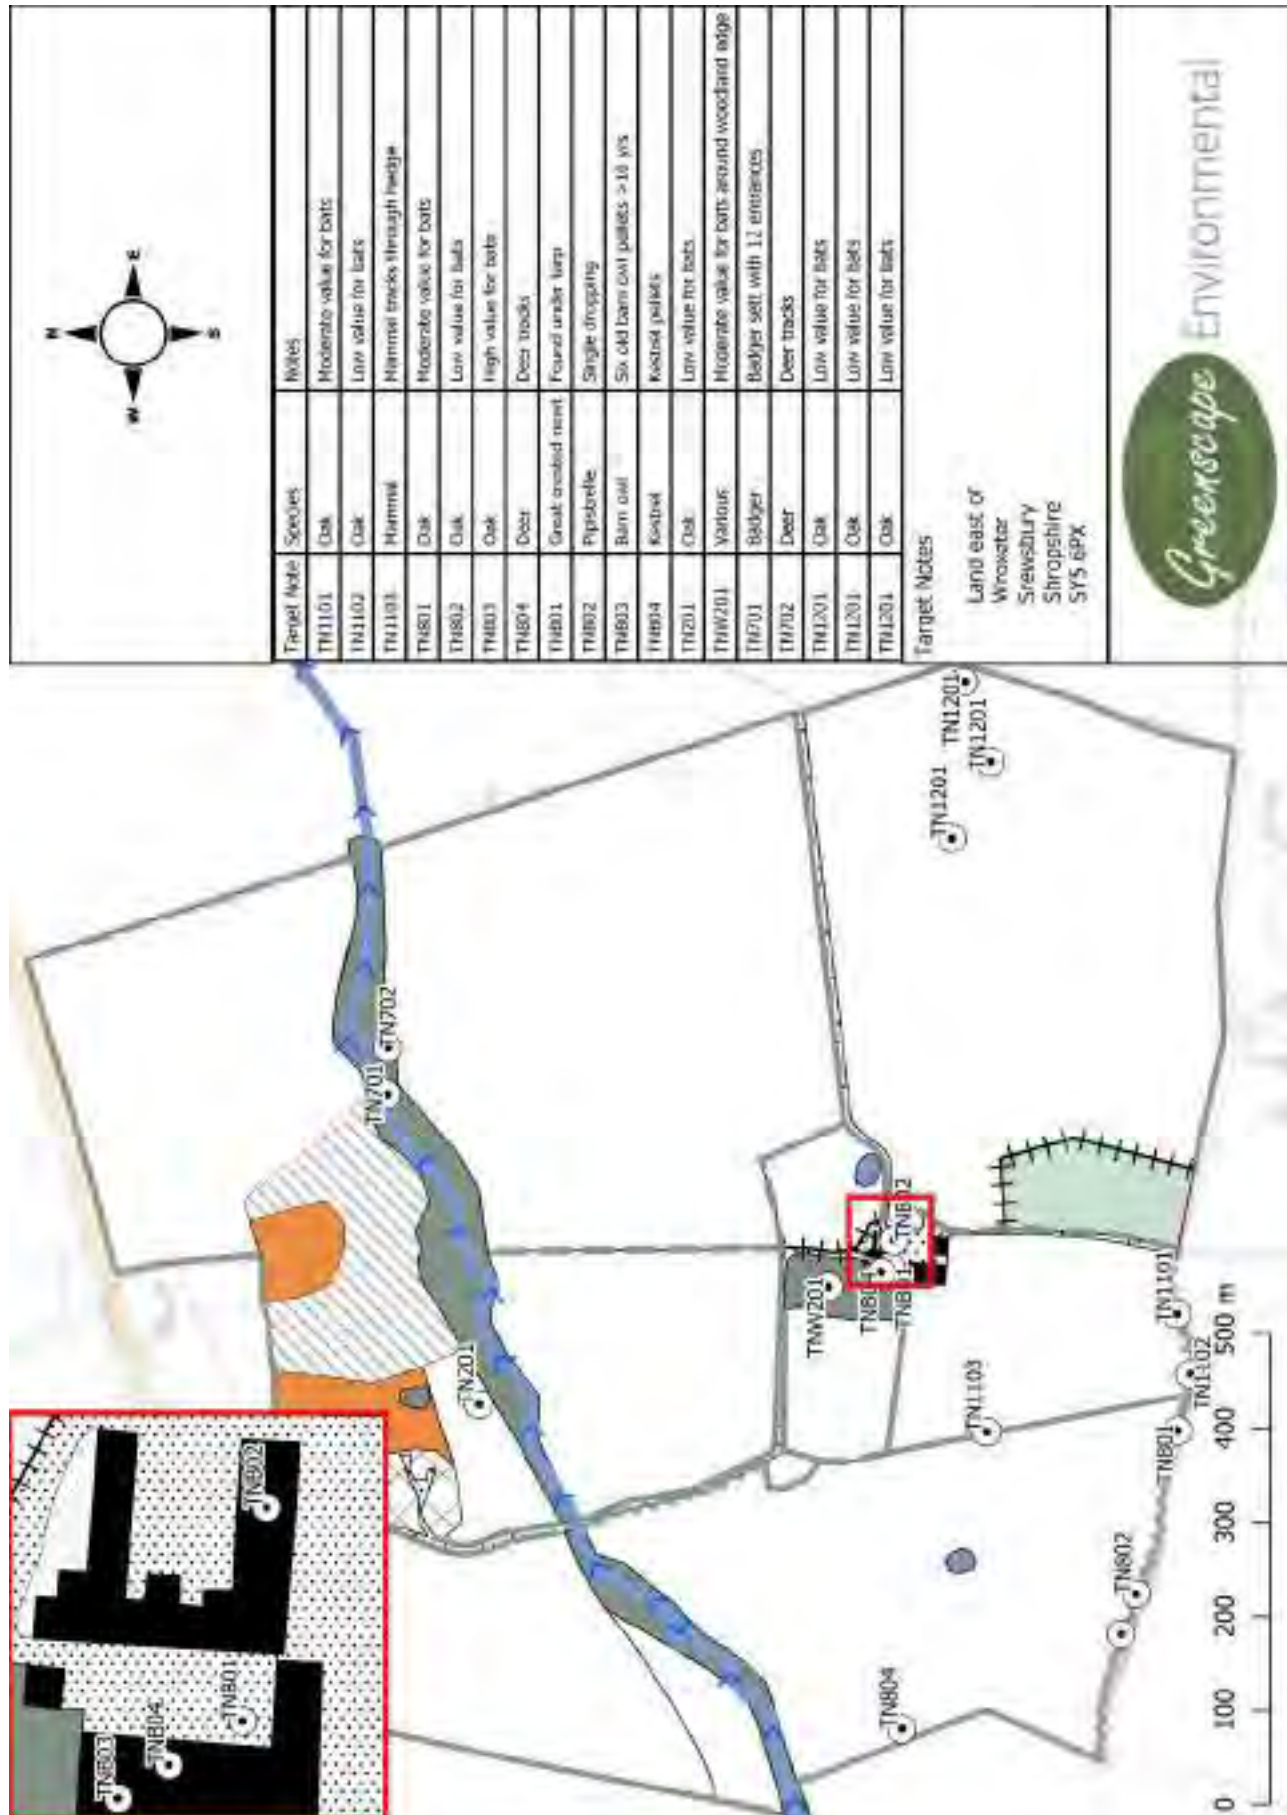 N
W
E
S
Target Note Species Notes
TN1101 Oak Moderate value for bats
TN1102 Oak Low value for bats
TN1103 Mammal Mammal tracks through hedge
TN801 Oak Moderate value for bats
TN802 Oak Low value for bats
TN803 Oak High value for bats
TN804 Deer Deer tracks
TNB01 Great crested newt Found under tarp
TNB02 Pipistrelle Single dropping
TNB03 Barn owl Six old barn owl pellets >10 yrs
TNB04 Kestrel Kestrel pellets
TN201 Oak Low value for bats
TNW201 Various Moderate value for bats around woodland edge
TN701 Badger Badger sett with 12 entrances
TN702 Deer Deer tracks
TN1201 Oak Low value for bats
TN1201 Oak Low value for bats
TN1201 Oak Low value for bats
Target Notes
Land east of
Wroxeter
Srewsbury
Shropshire
SY5 6PX
Greenscape Environmental
TNB03
TNB04
TNB01
TNB02
TN701
TN702
TN201
TNW201
TNB04
TNB01
TNB02
TN1201
TN1201
TN1201
TN1103
TN1101
TN1102
TN801
TN802
TN804
0 100 200 300 400 500 m